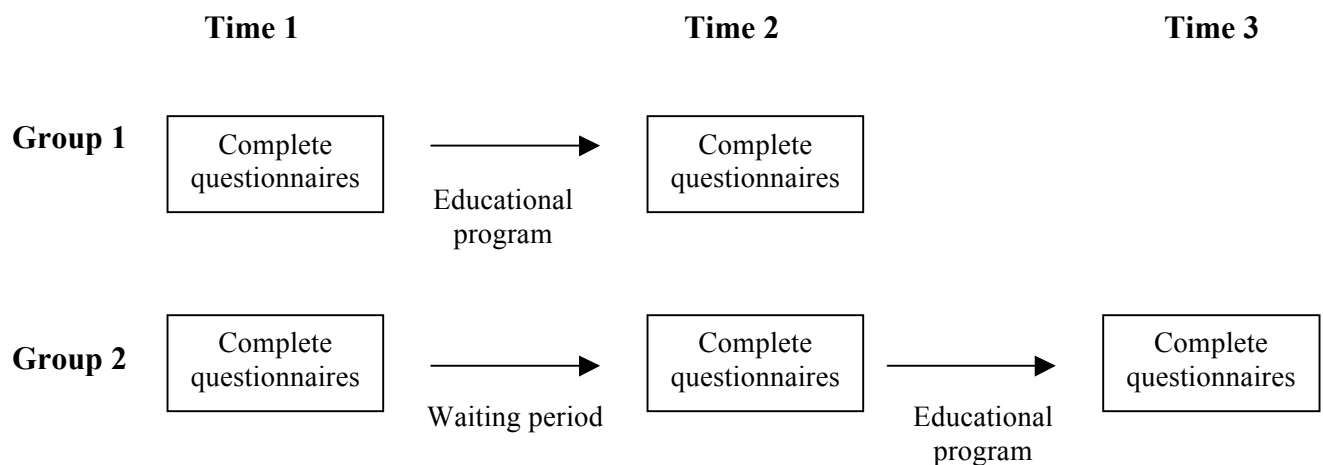 Time 1 Time 2 Time 3
Group 1
Complete
questionnaires
Educational
program
Complete
questionnaires
Group 2
Complete
questionnaires
Waiting period
Complete
questionnaires
Educational
program
Complete
questionnaires